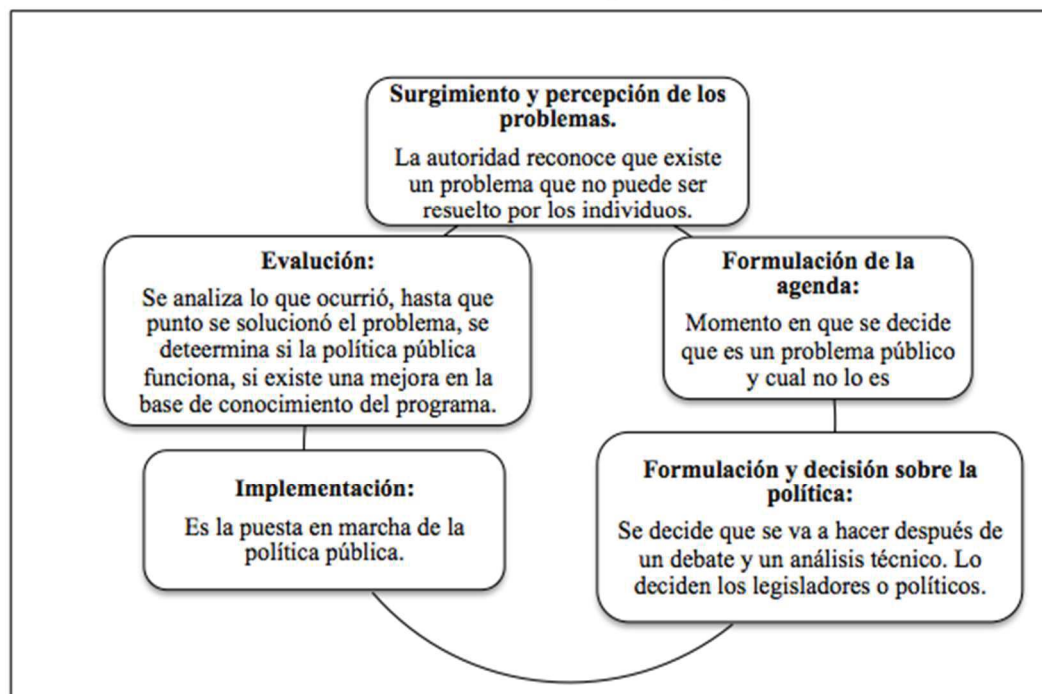 Surgimiento y percepción de los
problemas.
La autoridad reconoce que existe
un problema que no puede ser
resuelto por los individuos.
Formulación de la
agenda:
Momento en que se decide
que es un problema público
y cual no lo es
Formulación y decisión sobre la
política:
Se decide que se va a hacer después de
un debate y un análisis técnico. Lo
deciden los legisladores o políticos.
Implementación:
Es la puesta en marcha de la
política pública.
Evalución:
Se analiza lo que ocurrió, hasta que
punto se solucionó el problema, se
deteermina si la política pública
funciona, si existe una mejora en la
base de conocimiento del programa.